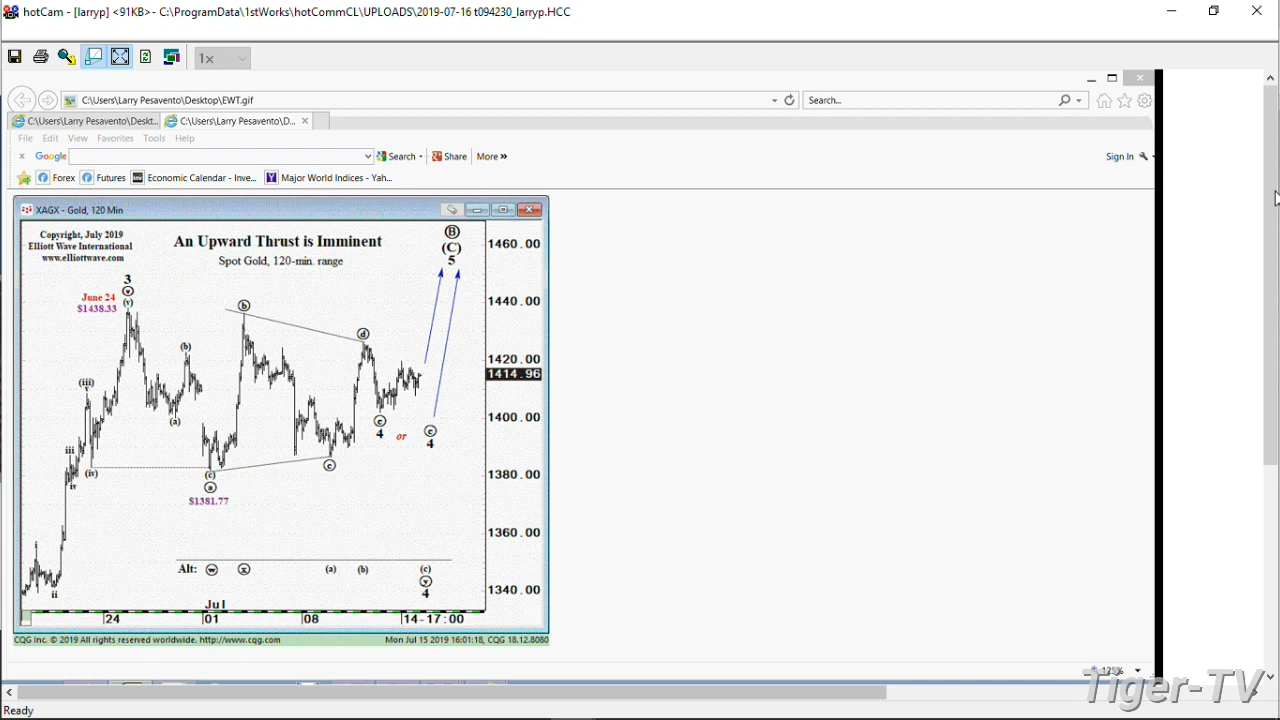 hotCam - [larryp] <91KB>- C:\ProgramData\1stWorks\hotCommCL\UPLOADS\2019-07-16 t094230_larryp.HCC
1x
C:\Users\Larry Pesavento\Desktop\EWT.gif
Search...
C:\Users\Larry Pesavento\Deskt...
C:\Users\Larry Pesavento\D...
File Edit View Favorites Tools Help
x Google Search Share More »
Sign In
Forex Futures Economic Calendar - Inve... Major World Indices - Yah...
XAGX - Gold, 120 Min
Copyright, July 2019
Elliott Wave International
www.elliottwave.com
An Upward Thrust is Imminent
Spot Gold, 120-min. range
B
(C)
5
1460.00
3
v
(v)
June 24
$1438.33
b
1440.00
d
(b)
1420.00
1414.96
(iii)
v
1400.00
(a)
e
4
or
e
4
iii
(iv)
iv
1380.00
(c)
a
c
$1381.77
1360.00
i
ii
Alt: w x (a) (b) (c)
y
4
1340.00
Jul
24 01 08 14-17:00
CQG Inc. © 2019 All rights reserved worldwide. http://www.cqg.com
Mon Jul 15 2019 16:01:18, CQG 18.12.8080
125%
Tiger-TV
Ready